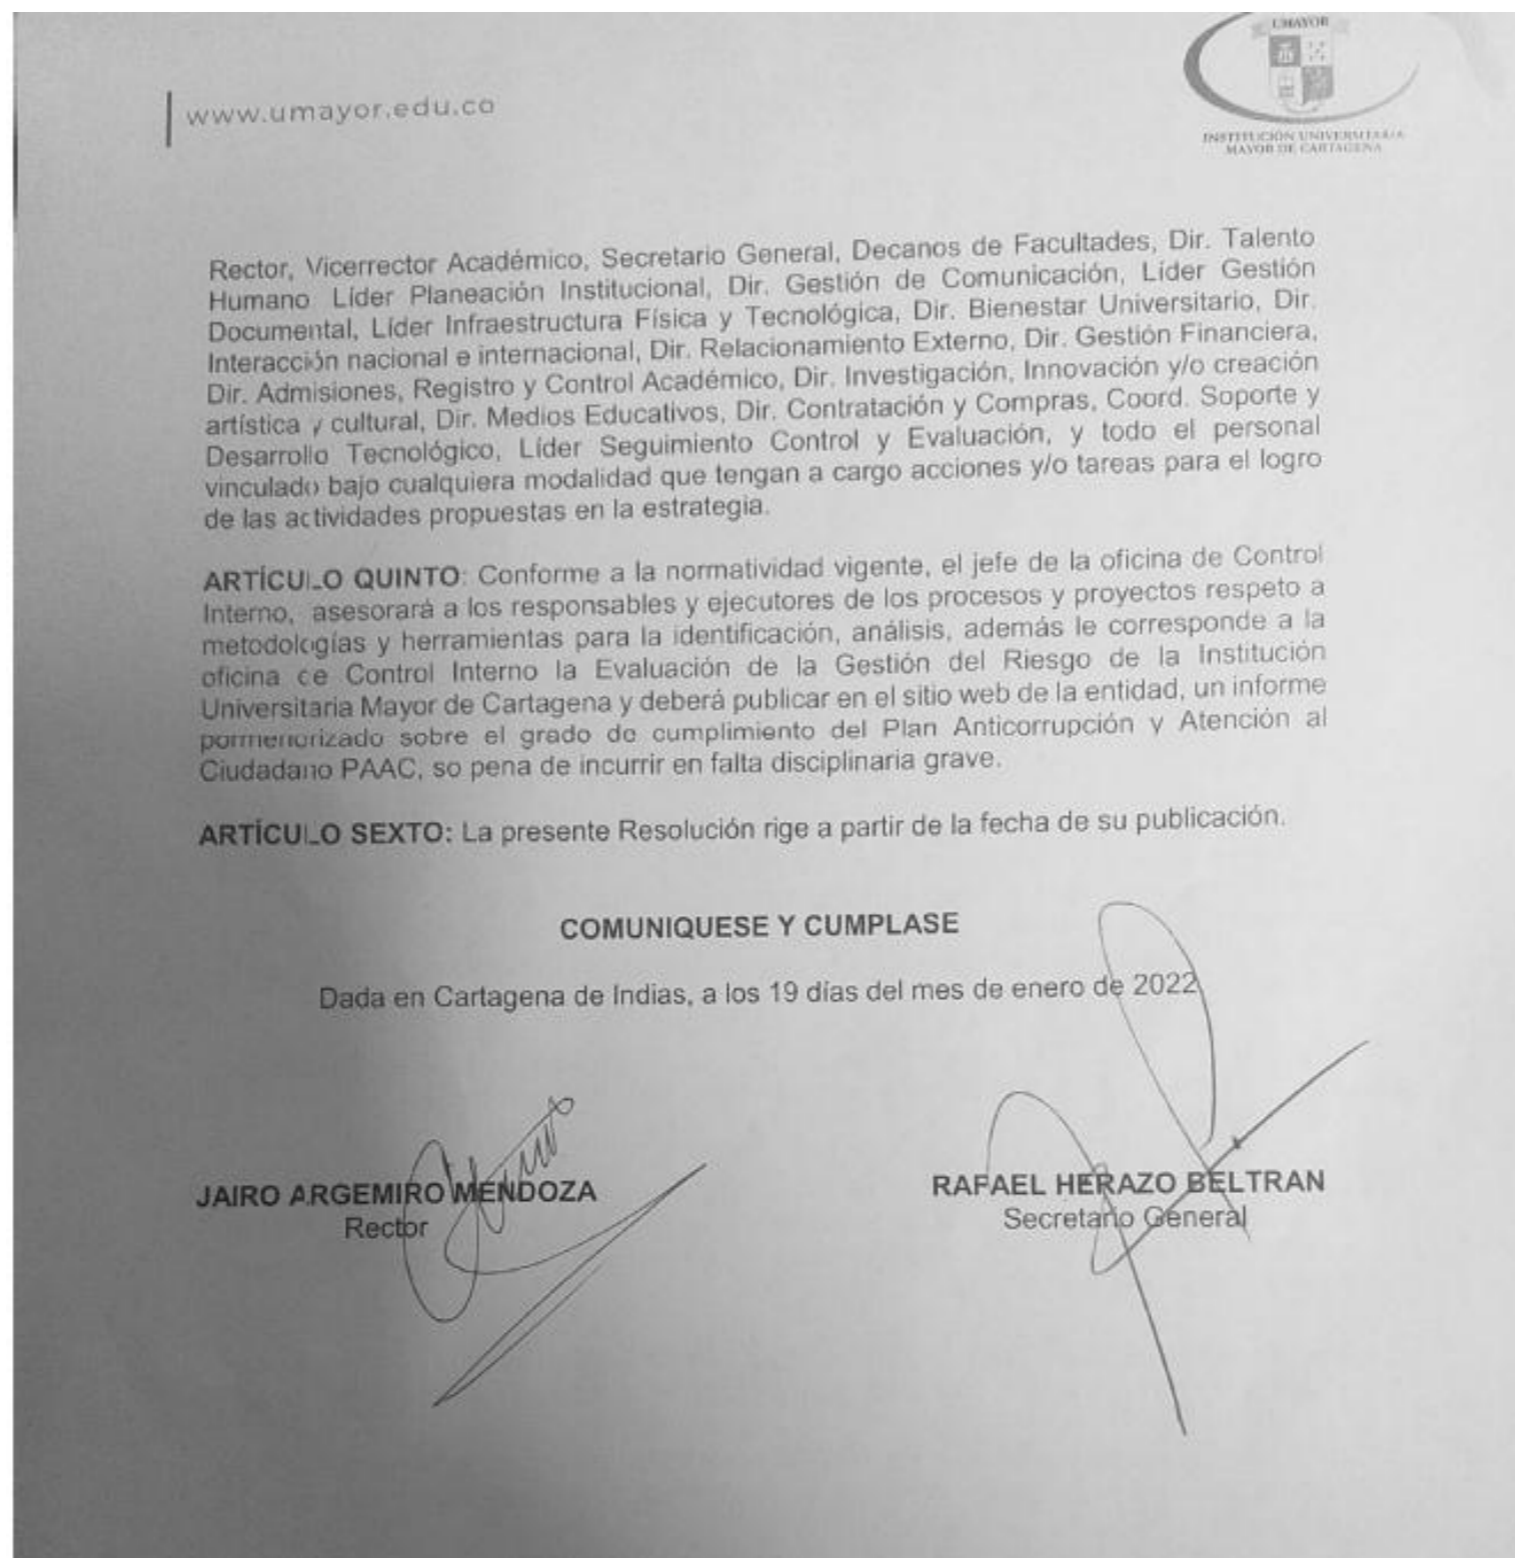 UMAYOR
www.umayor.edu.co
INSTITUCIÓN UNIVERSITARIA
MAYOR DE CARTAGENA
Rector, Vicerrector Académico, Secretario General, Decanos de Facultades, Dir. Talento
Humano Líder Planeación Institucional, Dir. Gestión de Comunicación, Líder Gestión
Documental, Líder Infraestructura Física y Tecnológica, Dir. Bienestar Universitario, Dir.
Interacción nacional e internacional, Dir. Relacionamiento Externo, Dir. Gestión Financiera,
Dir. Admisiones, Registro y Control Académico, Dir. Investigación, Innovación y/o creación
artística y cultural, Dir. Medios Educativos, Dir. Contratación y Compras, Coord. Soporte y
Desarrollo Tecnológico, Líder Seguimiento Control y Evaluación, y todo el personal
vinculado bajo cualquiera modalidad que tengan a cargo acciones y/o tareas para el logro
de las actividades propuestas en la estrategia.
ARTÍCULO QUINTO: Conforme a la normatividad vigente, el jefe de la oficina de Control
Interno, asesorará a los responsables y ejecutores de los procesos y proyectos respeto a
metodologías y herramientas para la identificación, análisis, además le corresponde a la
oficina de Control Interno la Evaluación de la Gestión del Riesgo de la Institución
Universitaria Mayor de Cartagena y deberá publicar en el sitio web de la entidad, un informe
pormenorizado sobre el grado de cumplimiento del Plan Anticorrupción y Atención al
Ciudadano PAAC, so pena de incurrir en falta disciplinaria grave.
ARTÍCULO SEXTO: La presente Resolución rige a partir de la fecha de su publicación.
COMUNIQUESE Y CUMPLASE
Dada en Cartagena de Indias, a los 19 días del mes de enero de 2022
JAIRO ARGEMIRO MENDOZA
Rector
RAFAEL HERAZO BELTRAN
Secretario General